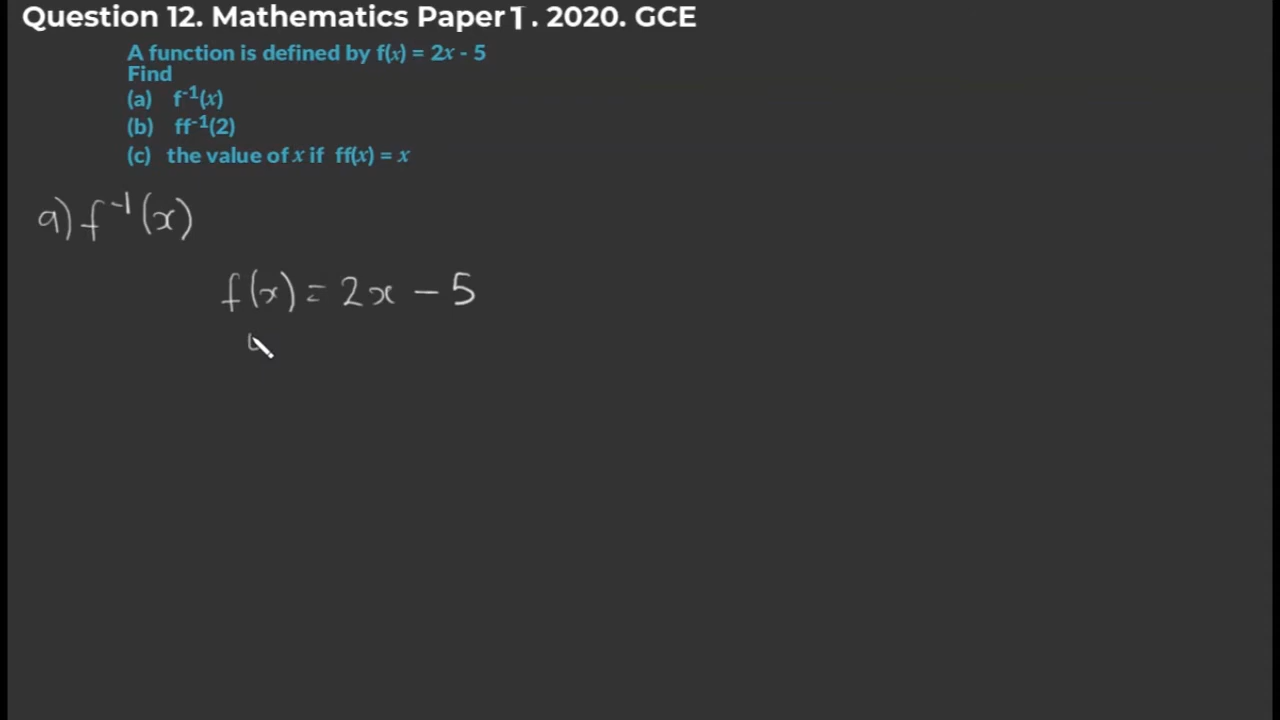 Question 12. Mathematics Paper 1. 2020. GCE
A function is defined by f(x) = 2x - 5
Find
(a) f⁻¹(x)
(b) ff⁻¹(2)
(c) the value of x if ff(x) = x
a) f⁻¹(x)
f(x) = 2x - 5